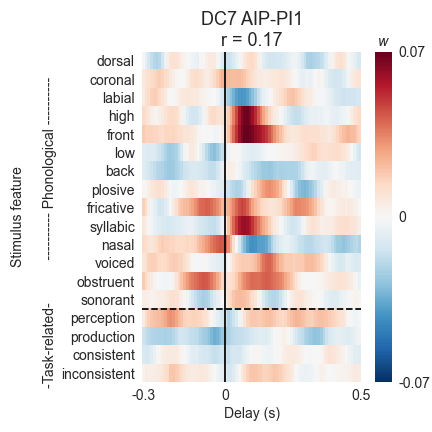 DC7 AIP-PI1
r = 0.17
w
0.07
0
-0.07
Stimulus feature
---------- Phonological ----------
-Task-related-
dorsal
coronal
labial
high
front
low
back
plosive
fricative
syllabic
nasal
voiced
obstruent
sonorant
perception
production
consistent
inconsistent
-0.3
0
0.5
Delay (s)